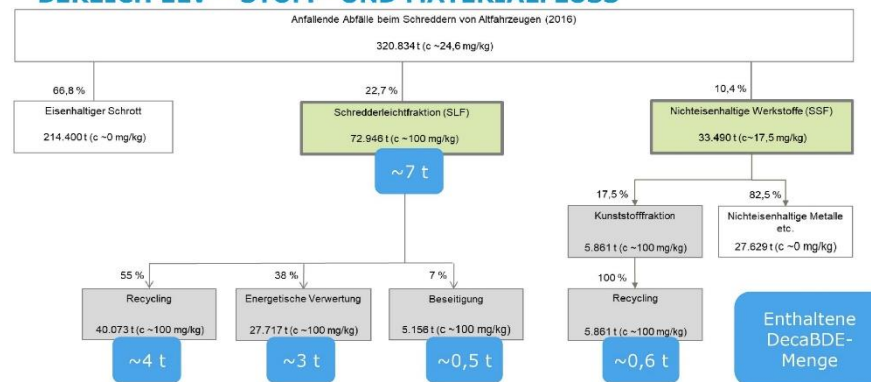 BEREICH ELV – STOFF- UND MATERIALFLUSS
Anfallende Abfälle beim Schreddern von Altfahrzeugen (2016)
320.834 t (c ~24,6 mg/kg)
66,8 %
22,7 %
10,4 %
Eisenhaltiger Schrott
214.400 t (c ~0 mg/kg)
Schredderleichtfraktion (SLF)
72.946 t (c ~100 mg/kg)
Nichteisenhaltige Werkstoffe (SSF)
33.490 t (c~17,5 mg/kg)
~7 t
17,5 %
82,5 %
Kunststofffraktion
5.861 t (c ~100 mg/kg)
Nichteisenhaltige Metalle
etc.
27.629 t (c ~0 mg/kg)
55 %
38 %
7 %
100 %
Recycling
40.073 t (c ~100 mg/kg)
Energetische Verwertung
27.717 t (c ~100 mg/kg)
Beseitigung
5.156 t (c ~100 mg/kg)
Recycling
5.861 t (c ~100 mg/kg)
~4 t
~3 t
~0,5 t
~0,6 t
Enthaltene
DecaBDE-
Menge